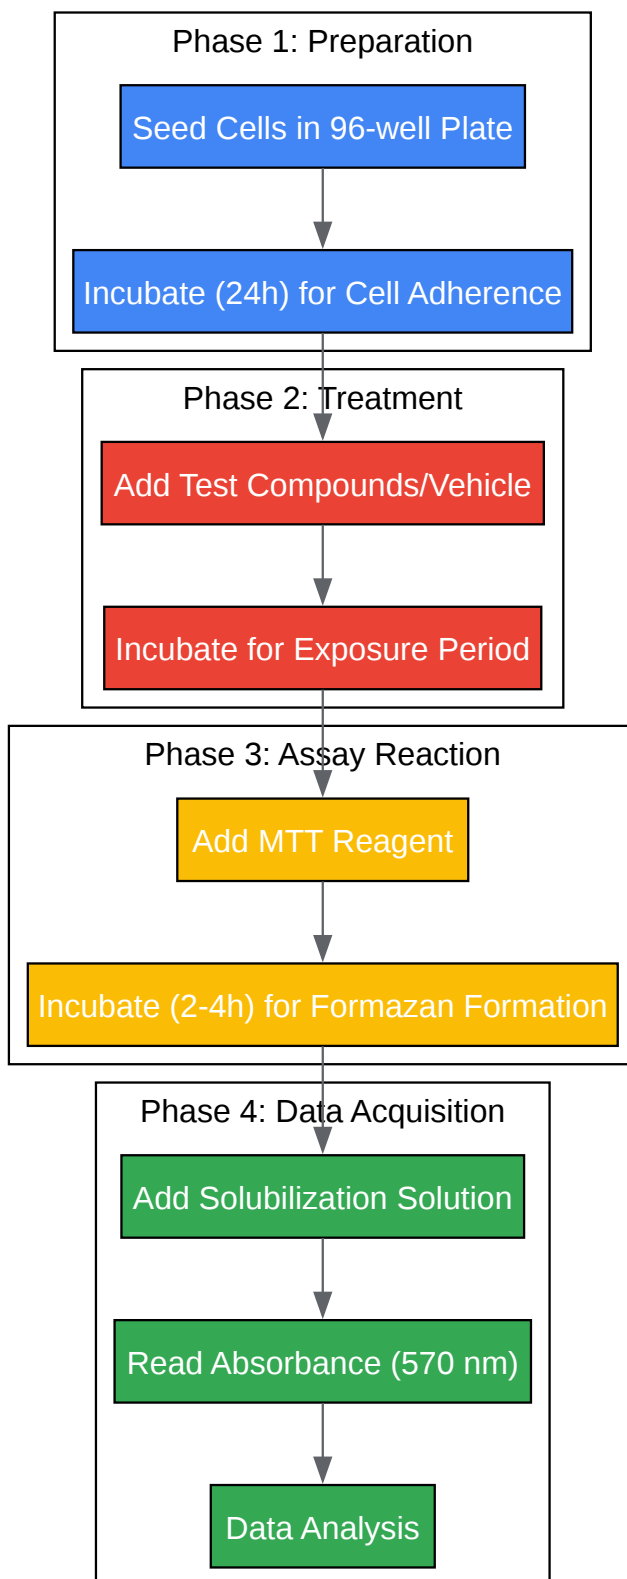 Phase 1: Preparation
Seed Cells in 96-well Plate
Incubate (24h) for Cell Adherence
Phase 2: Treatment
Add Test Compounds/Vehicle
Incubate for Exposure Period
Phase 3: Assay Reaction
Add MTT Reagent
Incubate (2-4h) for Formazan Formation
Phase 4: Data Acquisition
Add Solubilization Solution
Read Absorbance (570 nm)
Data Analysis